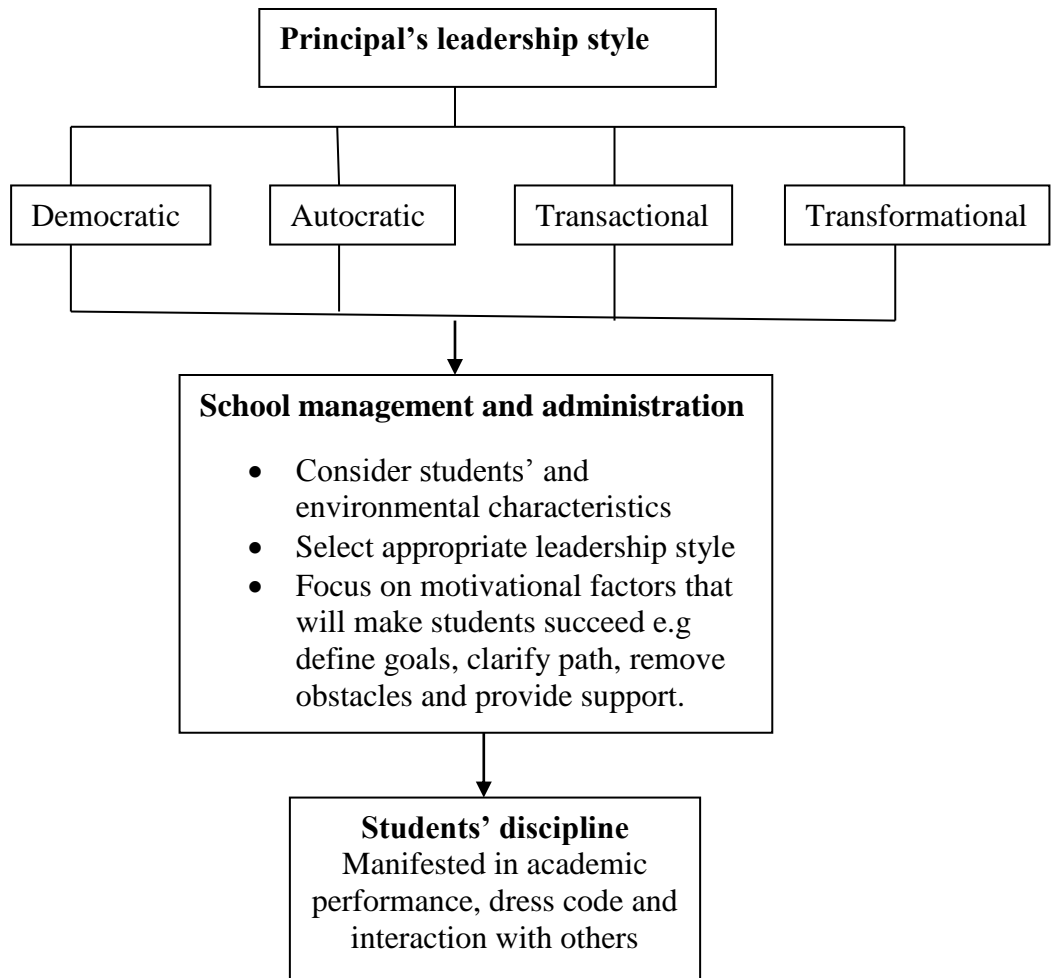 Principal’s leadership style
Democratic
Autocratic
Transactional
Transformational
School management and administration
• Consider students’ and
environmental characteristics
• Select appropriate leadership style
• Focus on motivational factors that
will make students succeed e.g
define goals, clarify path, remove
obstacles and provide support.
Students’ discipline
Manifested in academic
performance, dress code and
interaction with others